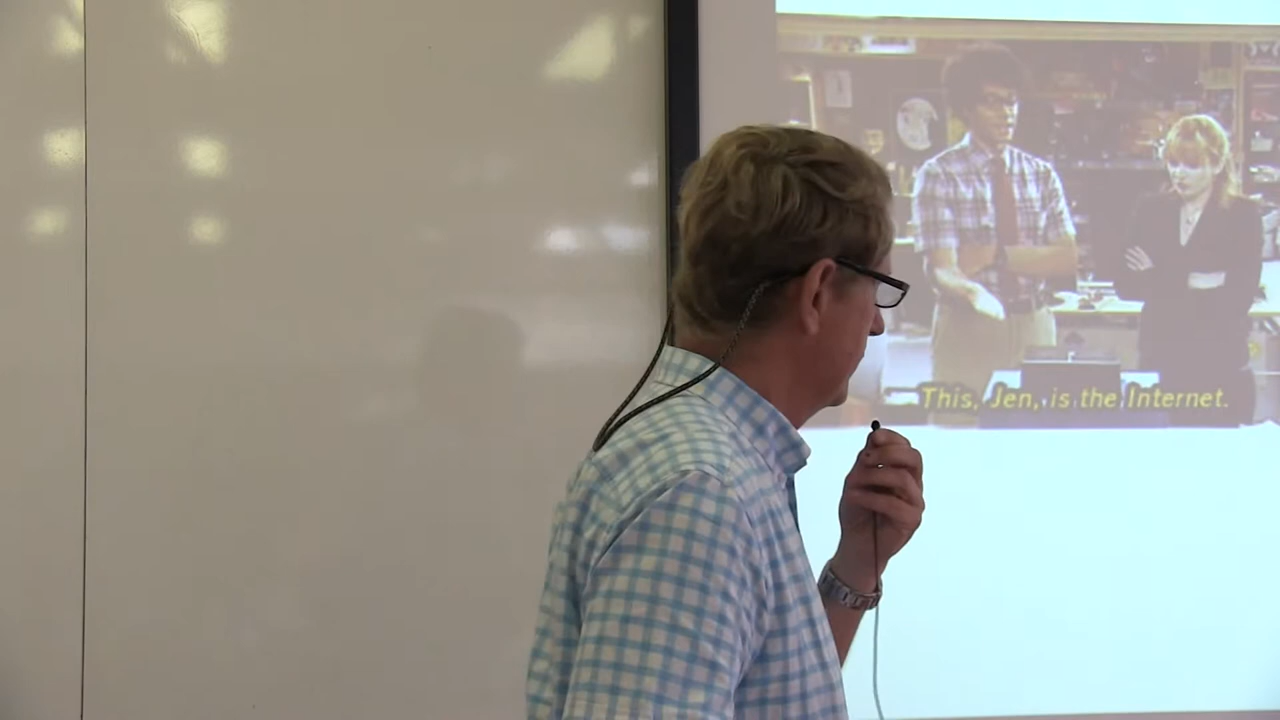 This, Jen, is the Internet.